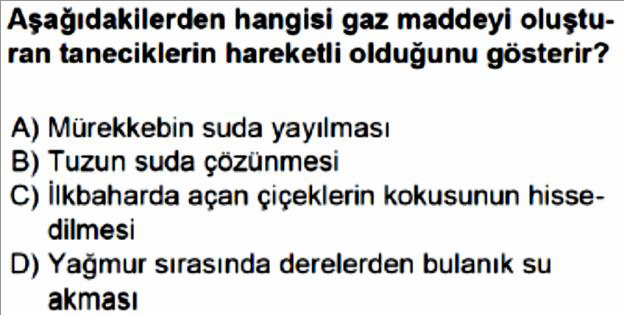 Aşağıdakilerden hangisi gaz maddeyi oluştu-
ran taneciklerin hareketli olduğunu gösterir?
A) Mürekkebin suda yayılması
B) Tuzun suda çözünmesi
C) İlkbaharda açan çiçeklerin kokusunun hisse-
dilmesi
D) Yağmur sırasında derelerden bulanık su
akması